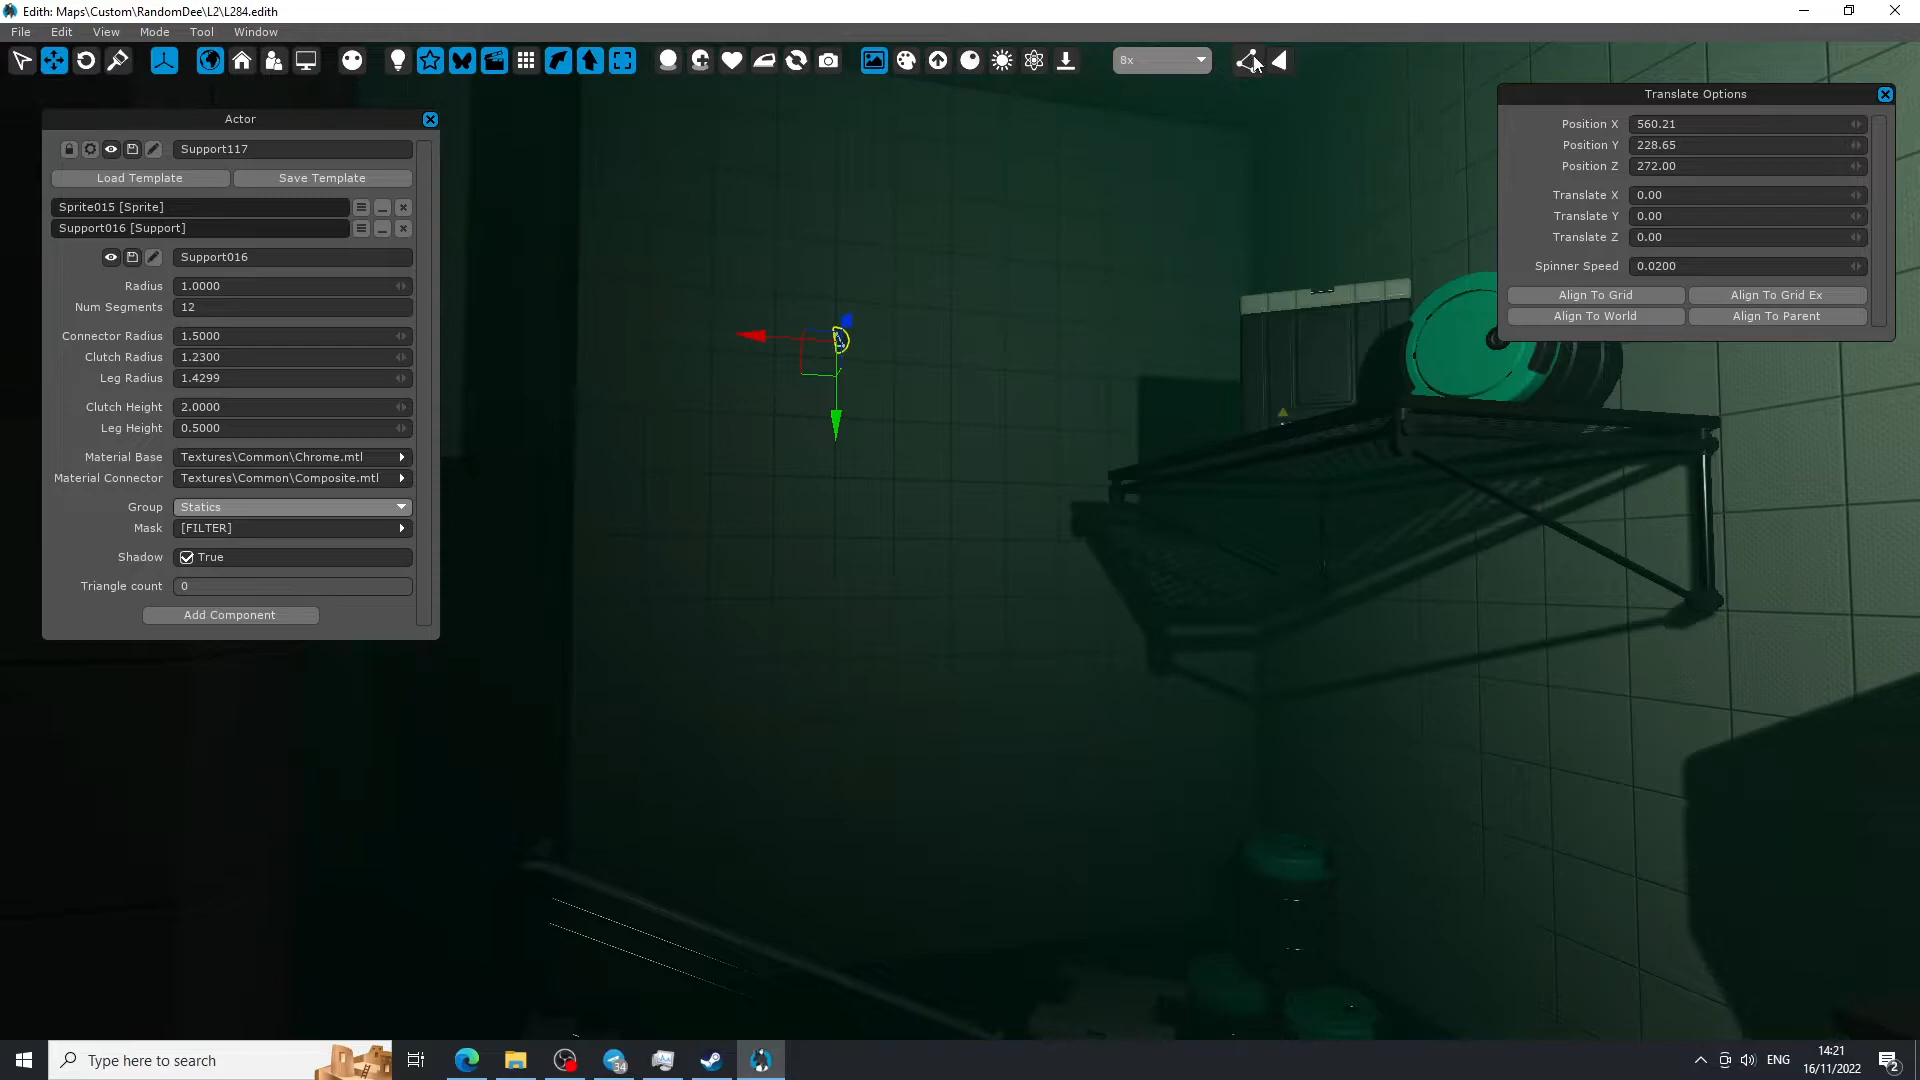 Edith: Maps\Custom\RandomDee\L2\L284.edith
File Edit View Mode Tool Window
8x
Actor
Support117
Load Template Save Template
Sprite015 [Sprite]
Support016 [Support]
Support016
Radius 1.0000
Num Segments 12
Connector Radius 1.5000
Clutch Radius 1.2300
Leg Radius 1.4299
Clutch Height 2.0000
Leg Height 0.5000
Material Base Textures\Common\Chrome.mtl
Material Connector Textures\Common\Composite.mtl
Group Statics
Mask [FILTER]
Shadow True
Triangle count 0
Add Component
Translate Options
Position X 560.21
Position Y 228.65
Position Z 272.00
Translate X 0.00
Translate Y 0.00
Translate Z 0.00
Spinner Speed 0.0200
Align To Grid Align To Grid Ex
Align To World Align To Parent
Type here to search
34
ENG
14:21
16/11/2022
2